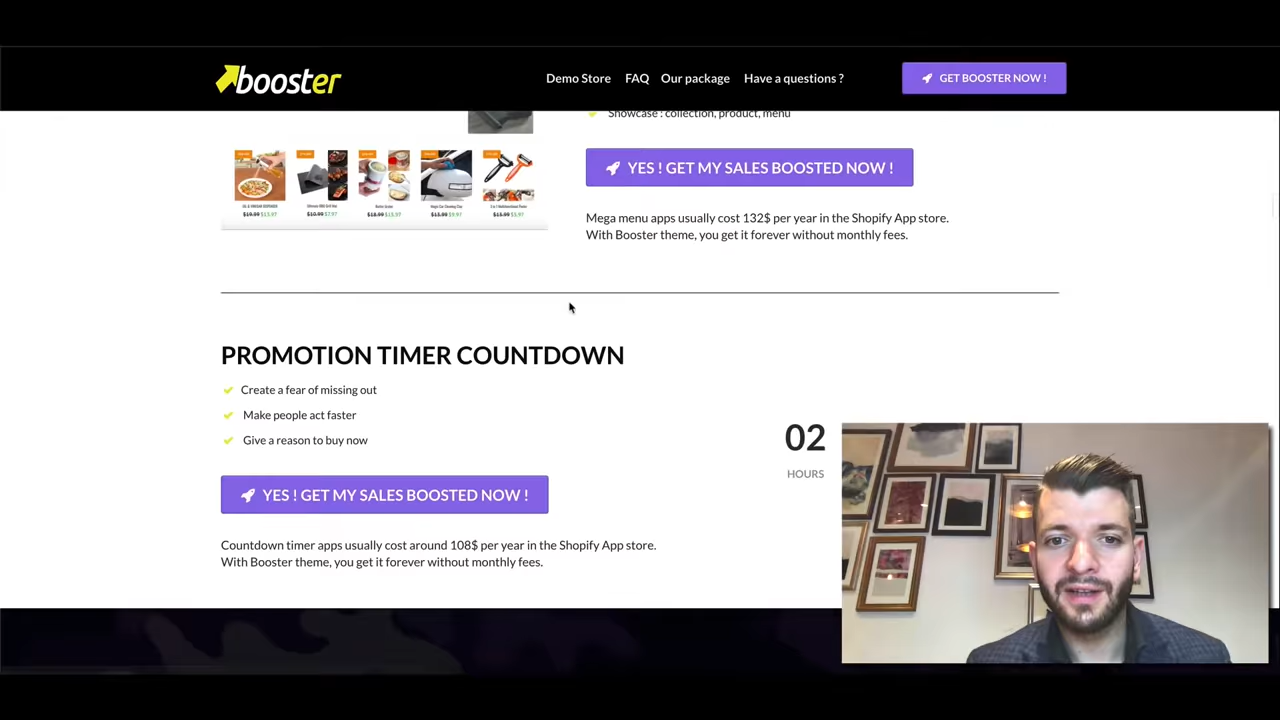 booster
Demo Store
FAQ
Our package
Have a questions ?
GET BOOSTER NOW !
Showcase : collection, product, menu
YES ! GET MY SALES BOOSTED NOW !
Mega menu apps usually cost 132$ per year in the Shopify App store.
With Booster theme, you get it forever without monthly fees.
PROMOTION TIMER COUNTDOWN
Create a fear of missing out
Make people act faster
Give a reason to buy now
02
HOURS
YES ! GET MY SALES BOOSTED NOW !
Countdown timer apps usually cost around 108$ per year in the Shopify App store.
With Booster theme, you get it forever without monthly fees.